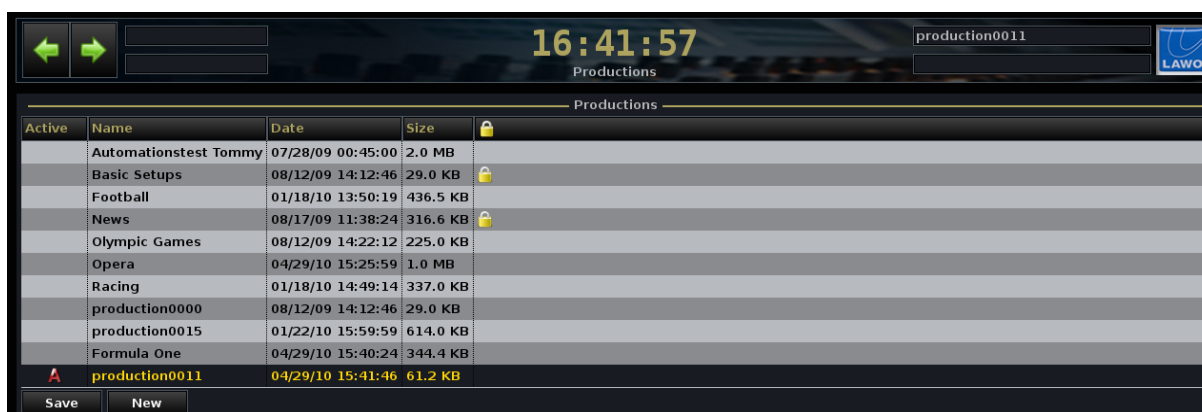 16:41:57
Productions
production0011
LAWO
Productions
Active Name Date Size
Automationstest Tommy 07/28/09 00:45:00 2.0 MB
Basic Setups 08/12/09 14:12:46 29.0 KB
Football 01/18/10 13:50:19 436.5 KB
News 08/17/09 11:38:24 316.6 KB
Olympic Games 08/12/09 14:22:12 225.0 KB
Opera 04/29/10 15:25:59 1.0 MB
Racing 01/18/10 14:49:14 337.0 KB
production0000 08/12/09 14:12:46 29.0 KB
production0015 01/22/10 15:59:59 614.0 KB
Formula One 04/29/10 15:40:24 344.4 KB
A production0011 04/29/10 15:41:46 61.2 KB
Save New